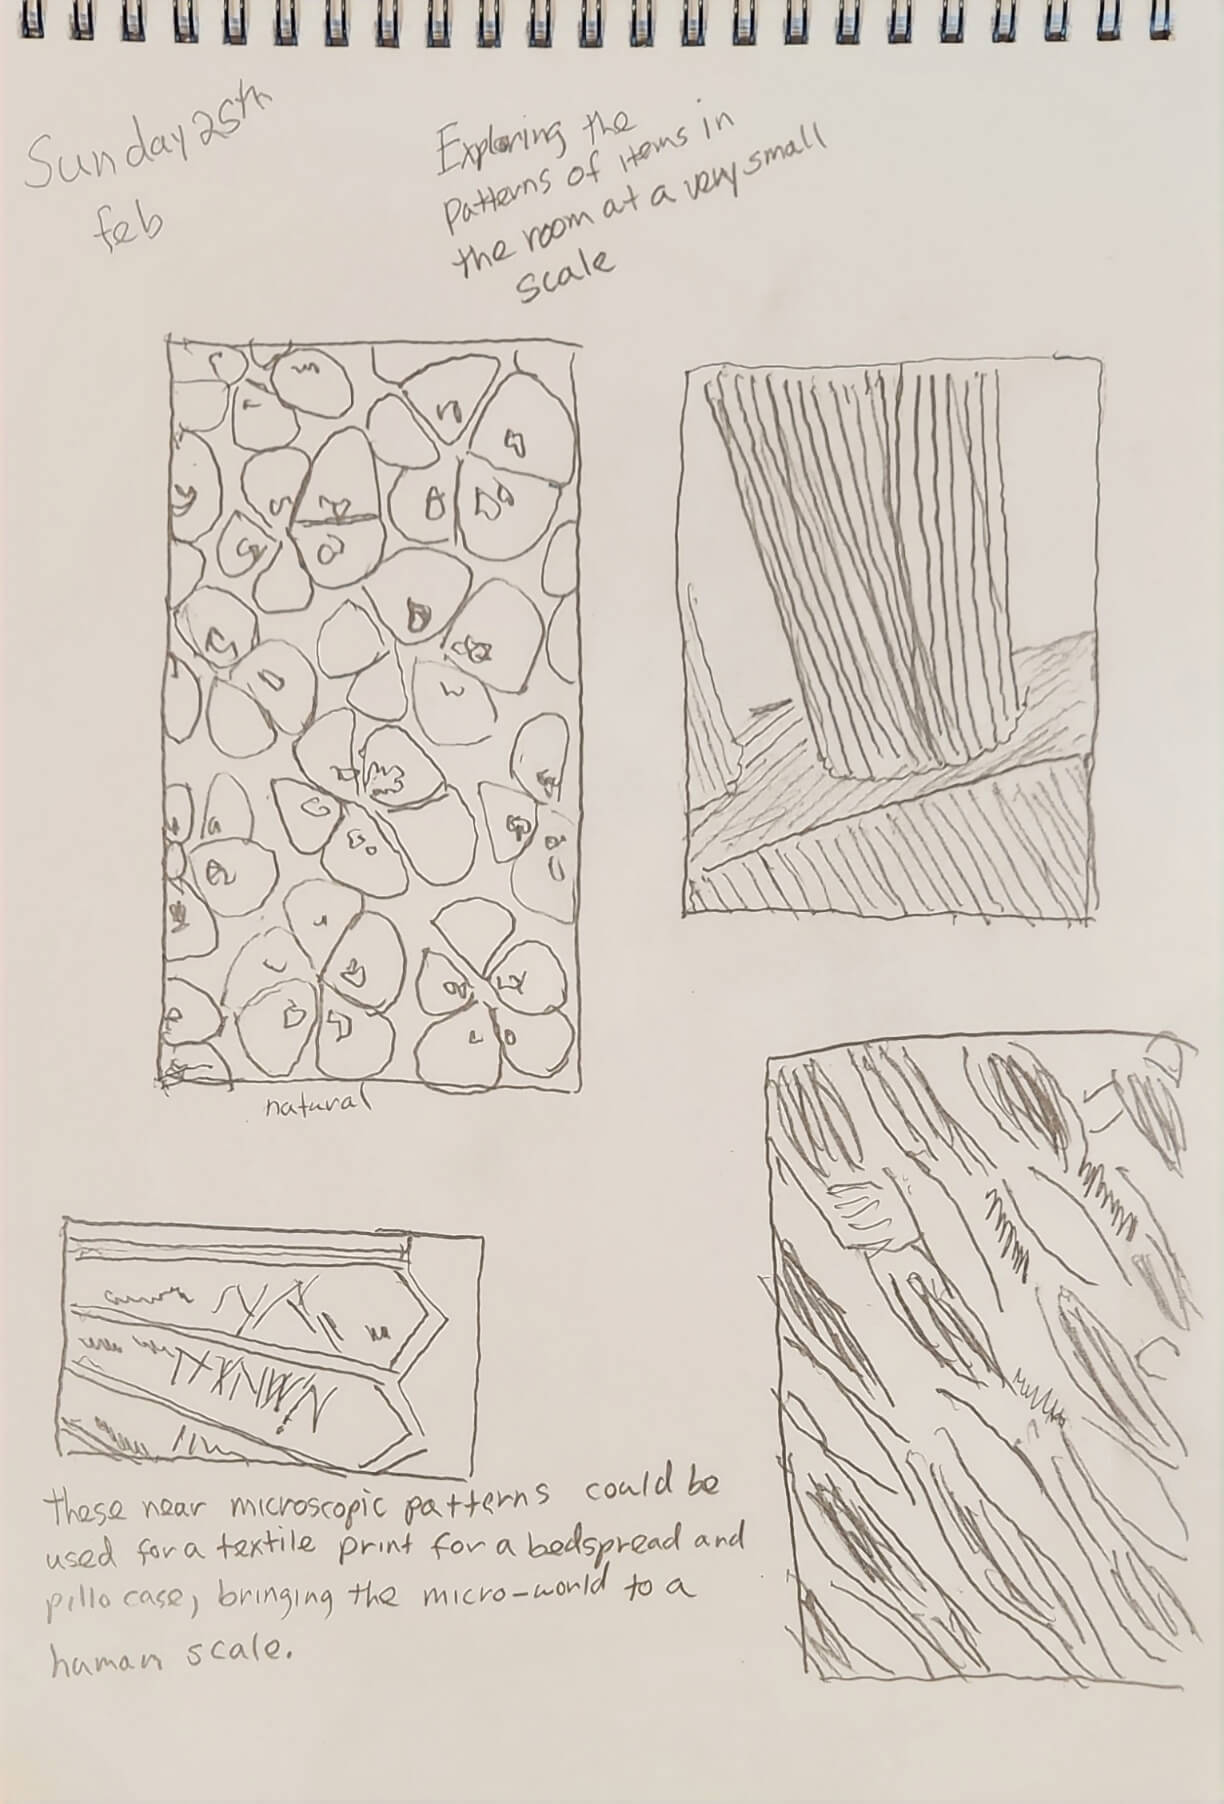 Sunday 25th
feb
Exploring the
patterns of items in
the room at a very small
scale
natural
these near microscopic patterns could be
used for a textile print for a bedspread and
pillo case, bringing the micro-world to a
human scale.